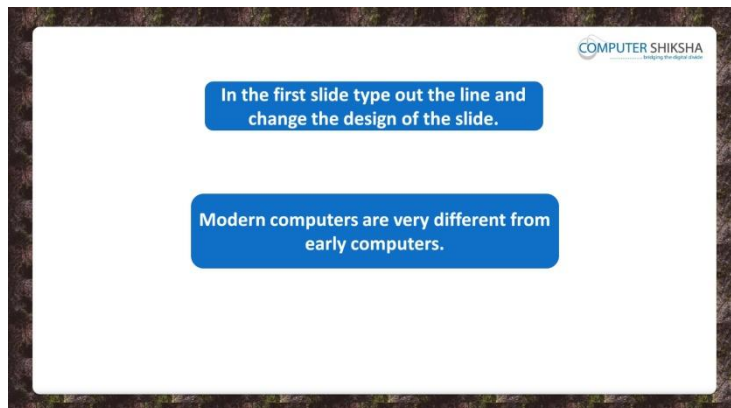 COMPUTER SHIKSHA
bridging the digital divide
In the first slide type out the line and
change the design of the slide.
Modern computers are very different from
early computers.